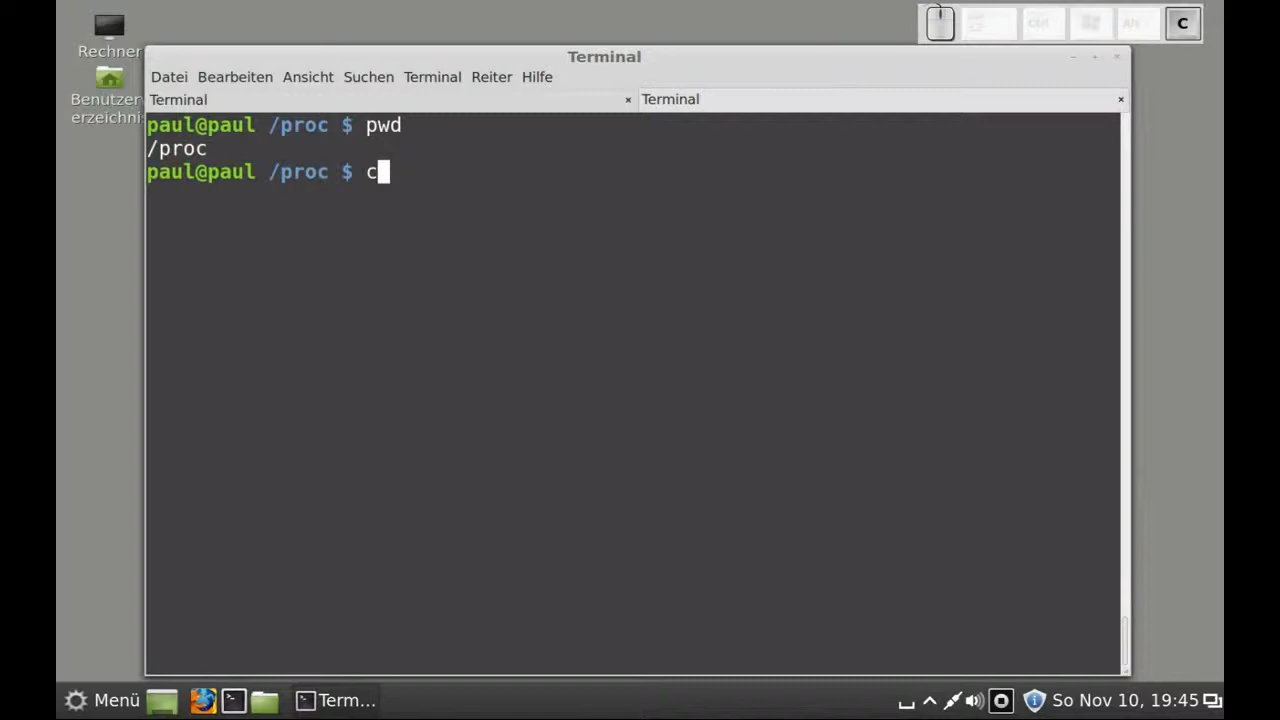 C
Rechner
Terminal
Datei Bearbeiten Ansicht Suchen Terminal Reiter Hilfe
Benutzer
erzeichni
Terminal × Terminal ×
paul@paul /proc $ pwd
/proc
paul@paul /proc $ c
Menü Term... So Nov 10, 19:45